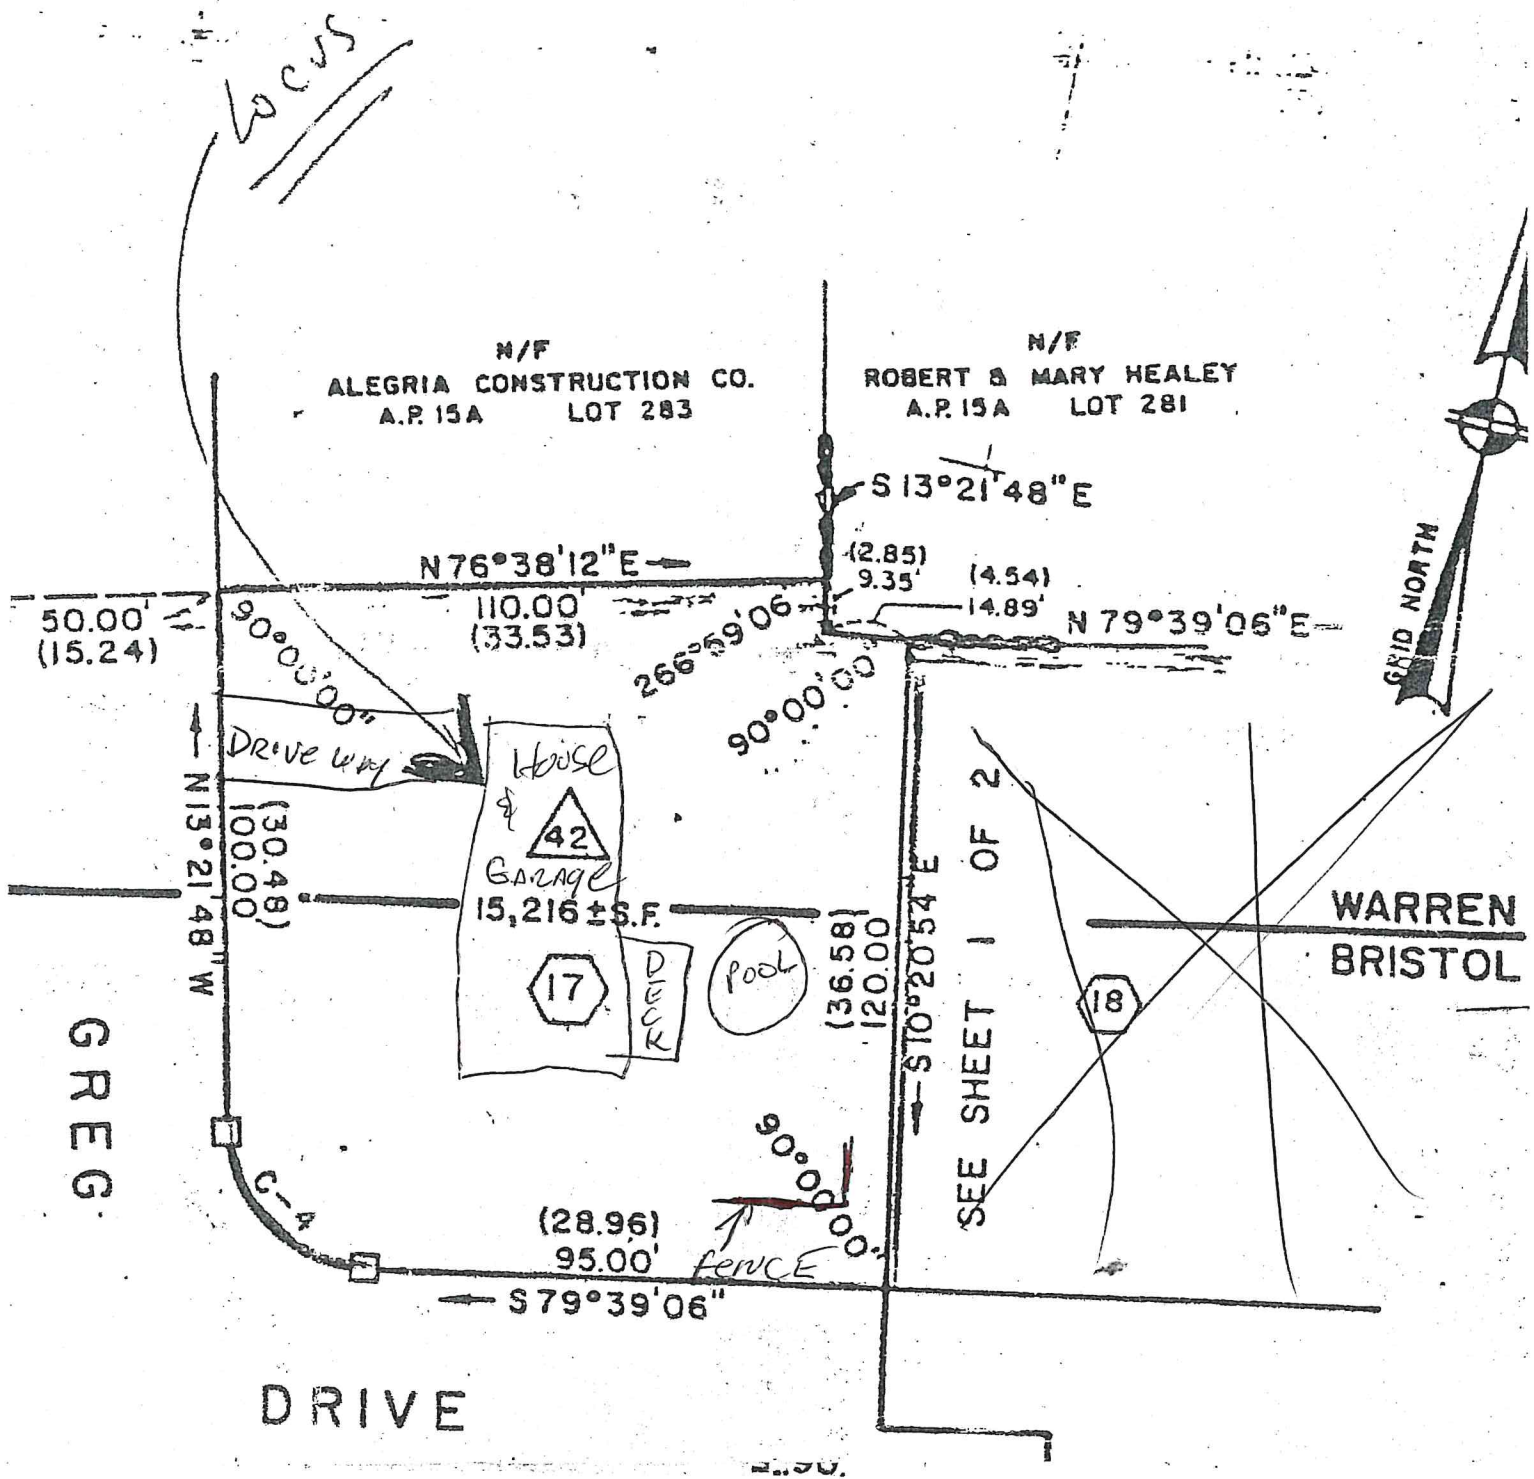 Locus
N/F
ALEGRIA CONSTRUCTION CO.
A.P. 15A LOT 283
N/F
ROBERT & MARY HEALEY
A.P. 15A LOT 281
S 13°21'48"E
GRID NORTH
N 76°38'12"E
110.00'
(33.53)
50.00'
(15.24)
(2.85)
9.35'
(4.54)
14.89'
N 79°39'06"E
90°00'00"
266°59'06
90°00'00
Drive way
House
&
42
GARAGE
15,216 ± S.F.
17
DECK
POOL
N 13°21'48"W
100.00
(30.48)
(36.58)
120.00
S 10°20'54"E
SEE SHEET 1 OF 2
18
WARREN
BRISTOL
GREG
C-4
90°00'00"
(28.96)
95.00'
fence
S 79°39'06"
DRIVE